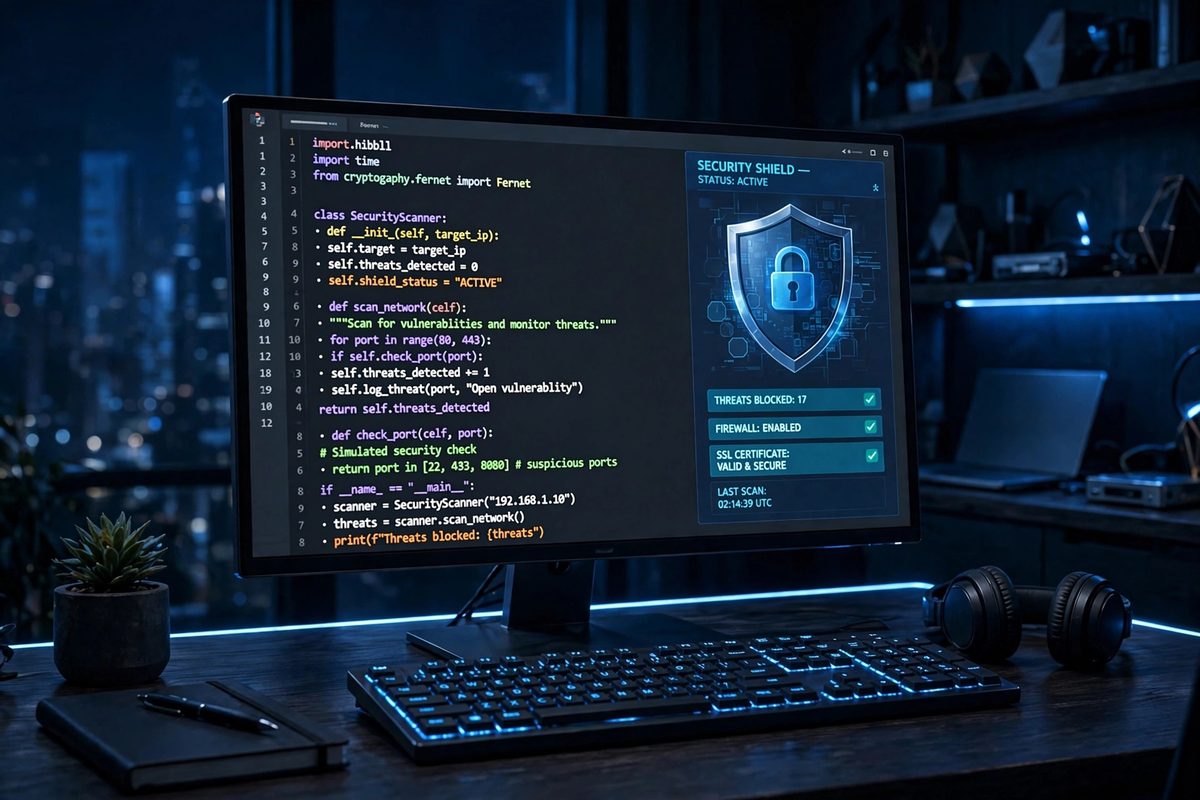 import.hibbll
import time
from cryptogaphy.fernet import Fernet
class SecurityScanner:
• def __init_(self, target_ip):
• self.target = target_ip
• self.threats_detected = 0
• self.shield_status = "ACTIVE"
• def scan_network(celf):
• """Scan for vulnerablities and monitor threats."""
• for port in range(80, 443):
• if self.check_port(port):
• self.threats_detected += 1
• self.log_threat(port, "Open vulnerablity")
return self.threats_detected
• def check_port(celf, port):
# Simulated security check
• return port in [22, 433, 8080] # suspicious ports
if __name_ == "__main__":
• scanner = SecurityScanner("192.168.1.10")
• threats = scanner.scan_network()
• print(f"Threats blocked: {threats")
SECURITY SHIELD —
STATUS: ACTIVE
THREATS BLOCKED: 17
FIREWALL: ENABLED
SSL CERTIFICATE:
VALID & SECURE
LAST SCAN:
02:14:39 UTC